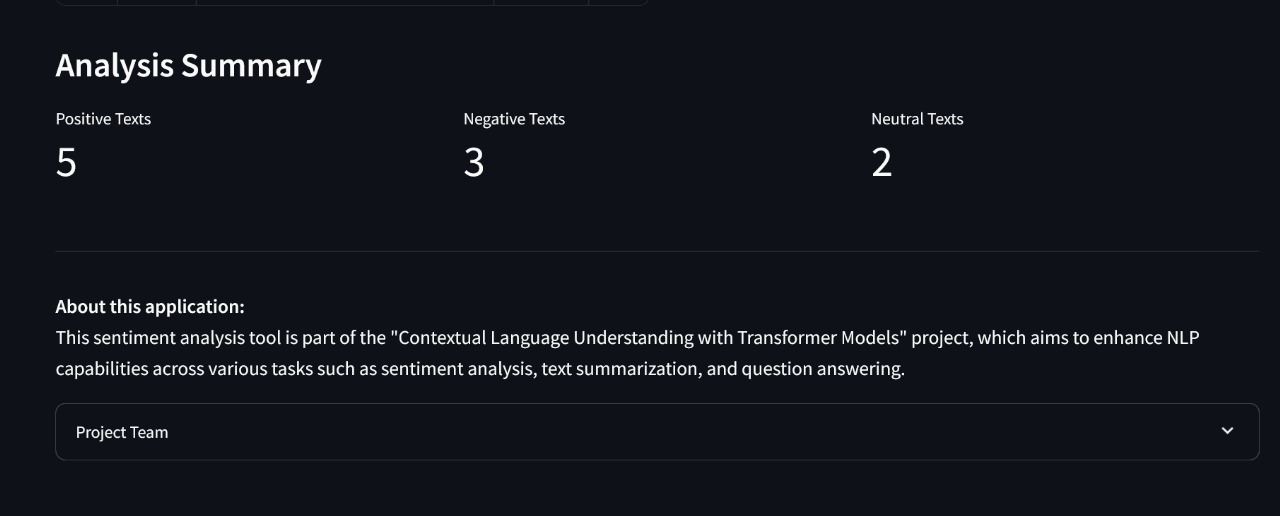 Analysis Summary
Positive Texts
Negative Texts
Neutral Texts
5
3
2
About this application:
This sentiment analysis tool is part of the "Contextual Language Understanding with Transformer Models" project, which aims to enhance NLP
capabilities across various tasks such as sentiment analysis, text summarization, and question answering.
Project Team